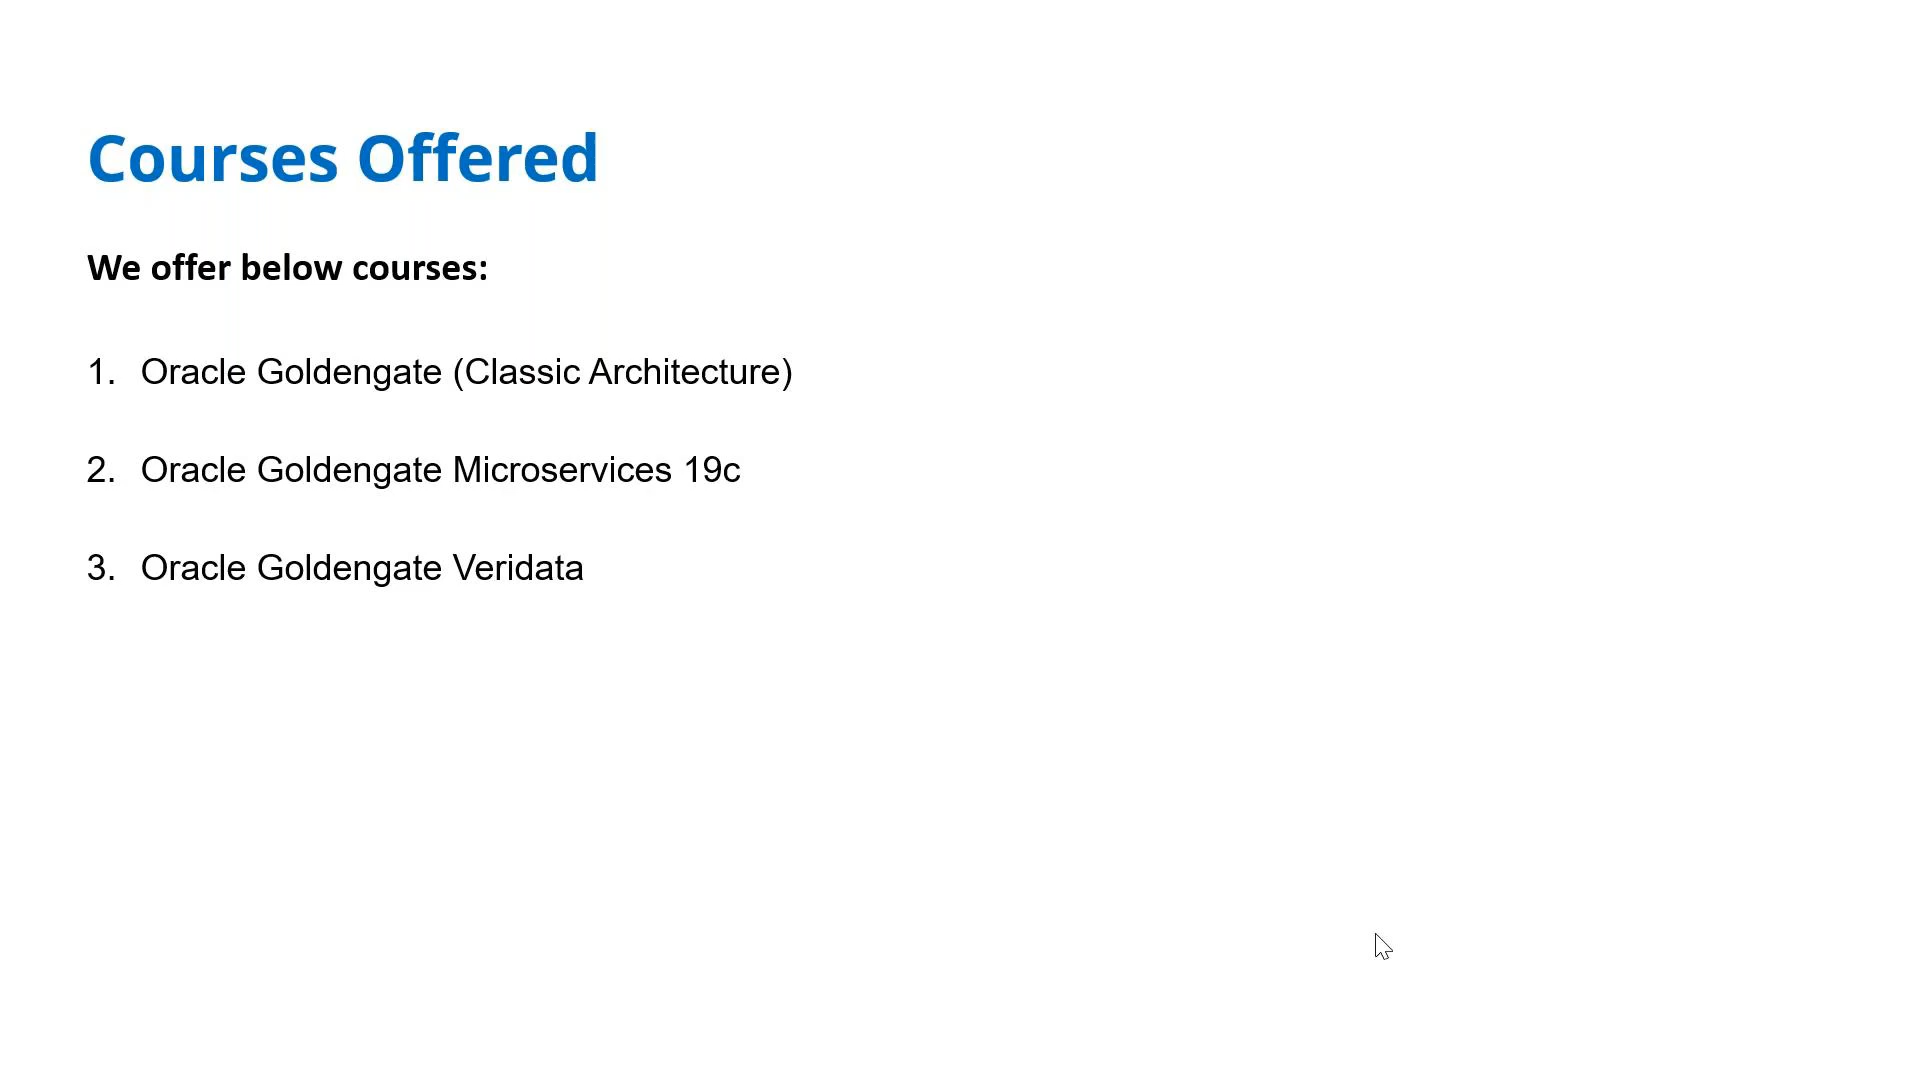 Courses Offered
We offer below courses:
1. Oracle Goldengate (Classic Architecture)
2. Oracle Goldengate Microservices 19c
3. Oracle Goldengate Veridata